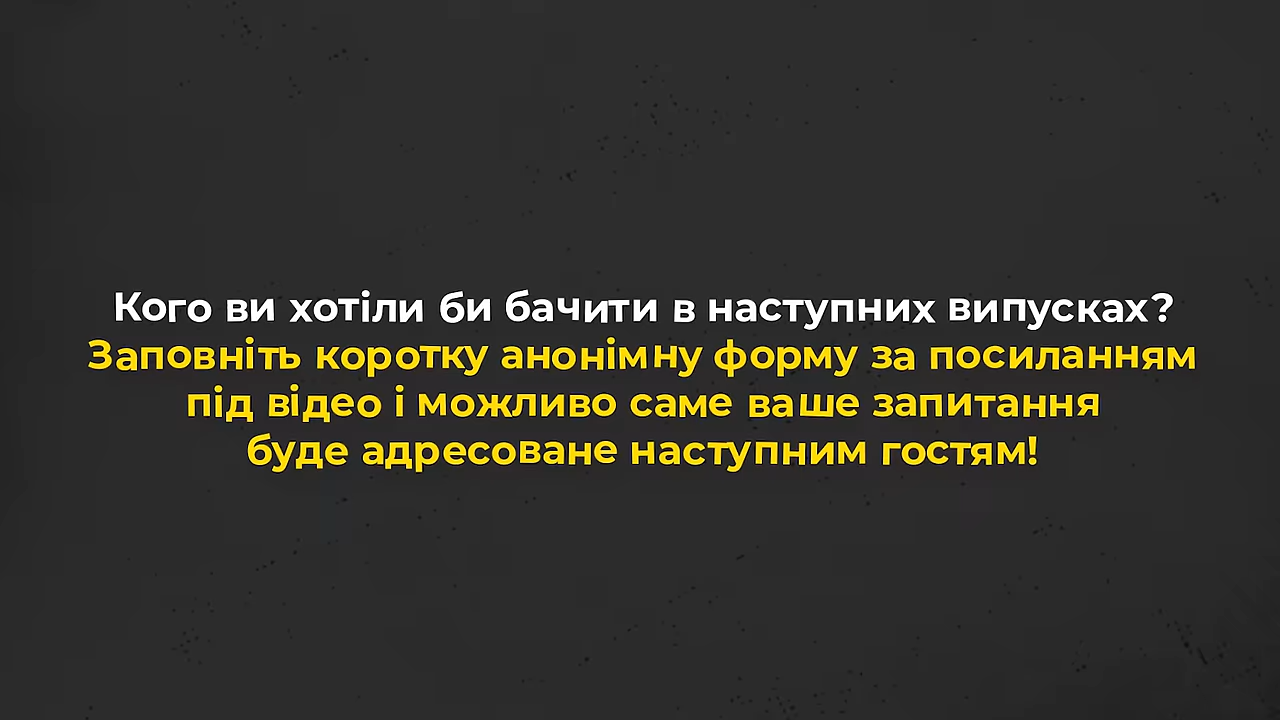 Кого ви хотіли би бачити в наступних випусках?
Заповніть коротку анонімну форму за посиланням
під відео і можливо саме ваше запитання
буде адресоване наступним гостям!